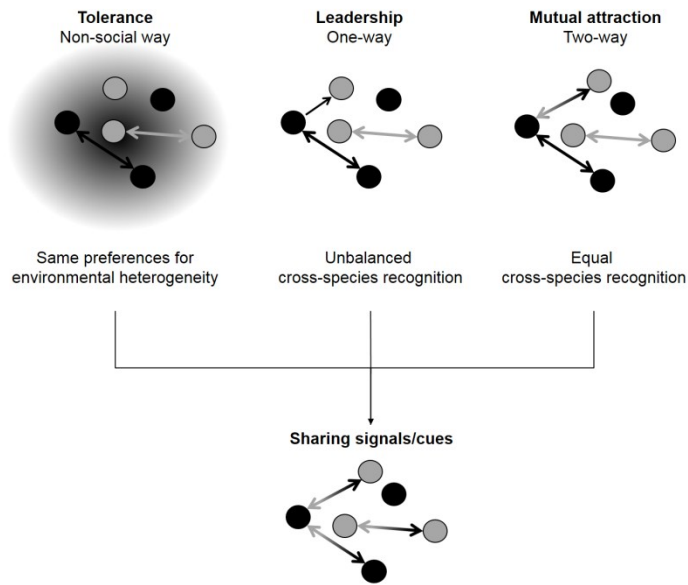 Tolerance
Non-social way
Leadership
One-way
Mutual attraction
Two-way
Same preferences for
environmental heterogeneity
Unbalanced
cross-species recognition
Equal
cross-species recognition
Sharing signals/cues